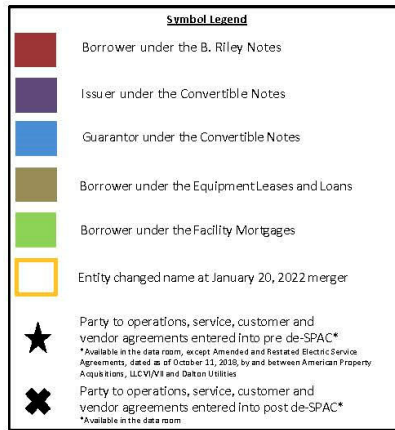 Symbol Legend
Borrower under the B. Riley Notes
Issuer under the Convertible Notes
Guarantor under the Convertible Notes
Borrower under the Equipment Leases and Loans
Borrower under the Facility Mortgages
Entity changed name at January 20, 2022 merger
Party to operations, service, customer and
vendor agreements entered into pre de-SPAC*
*Available in the data room, except Amended and Restated Electric Service
Agreements, dated as of October 11, 2018, by and between American Property
Acquisitions, LLC VI/VII and Dalton Utilities
Party to operations, service, customer and
vendor agreements entered into post de-SPAC*
*Available in the data room